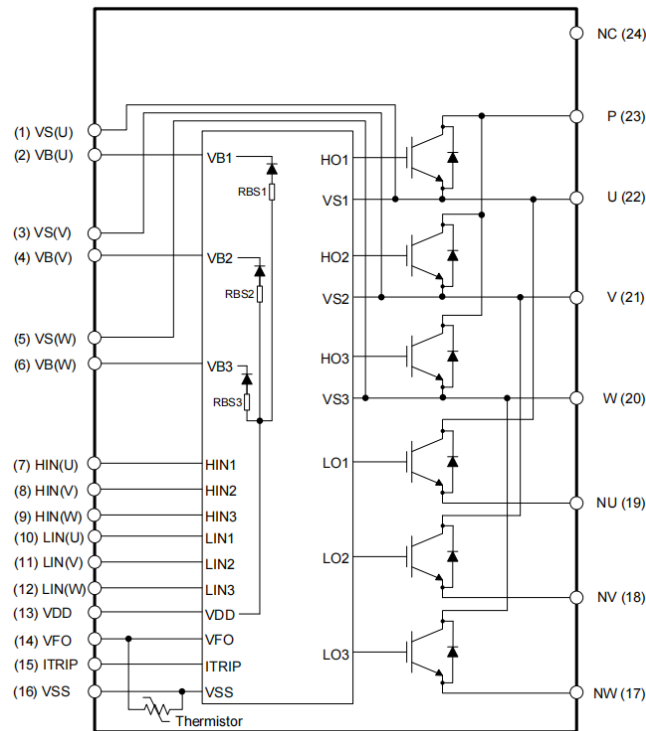 NC (24)
P (23)
(1) VS(U)
(2) VB(U)
VB1
HO1
RBS1
VS1
U (22)
(3) VS(V)
(4) VB(V)
VB2
HO2
RBS2
VS2
V (21)
(5) VS(W)
(6) VB(W)
VB3
HO3
RBS3
VS3
W (20)
(7) HIN(U)
HIN1
LO1
(8) HIN(V)
HIN2
(9) HIN(W)
HIN3
NU (19)
(10) LIN(U)
LIN1
(11) LIN(V)
LIN2
LO2
(12) LIN(W)
LIN3
NV (18)
(13) VDD
VDD
(14) VFO
VFO
(15) ITRIP
ITRIP
LO3
(16) VSS
VSS
NW (17)
Thermistor